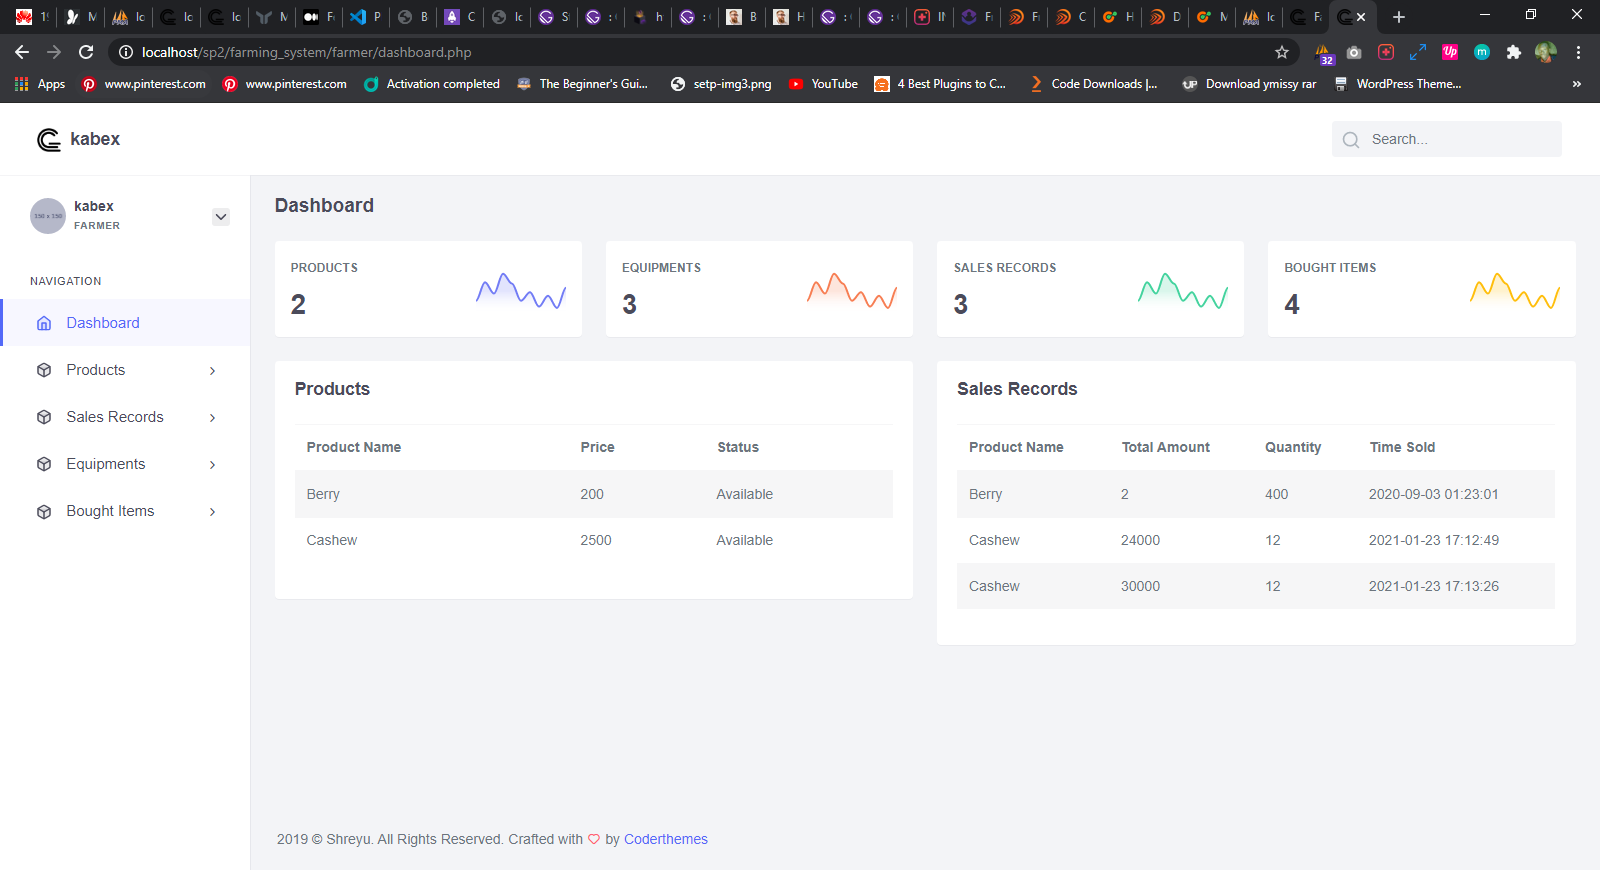 localhost/sp2/farming_system/farmer/dashboard.php
32
Up
m
Apps www.pinterest.com www.pinterest.com Activation completed The Beginner's Gui... setp-img3.png YouTube 4 Best Plugins to C... Code Downloads |... Download ymissy rar WordPress Theme...
kabex
Search...
150 x 150
kabex
FARMER
NAVIGATION
Dashboard
Products
Sales Records
Equipments
Bought Items
Dashboard
PRODUCTS
2
EQUIPMENTS
3
SALES RECORDS
3
BOUGHT ITEMS
4
Products
Product Name Price Status
Berry 200 Available
Cashew 2500 Available
Sales Records
Product Name Total Amount Quantity Time Sold
Berry 2 400 2020-09-03 01:23:01
Cashew 24000 12 2021-01-23 17:12:49
Cashew 30000 12 2021-01-23 17:13:26
2019 © Shreyu. All Rights Reserved. Crafted with by Coderthemes